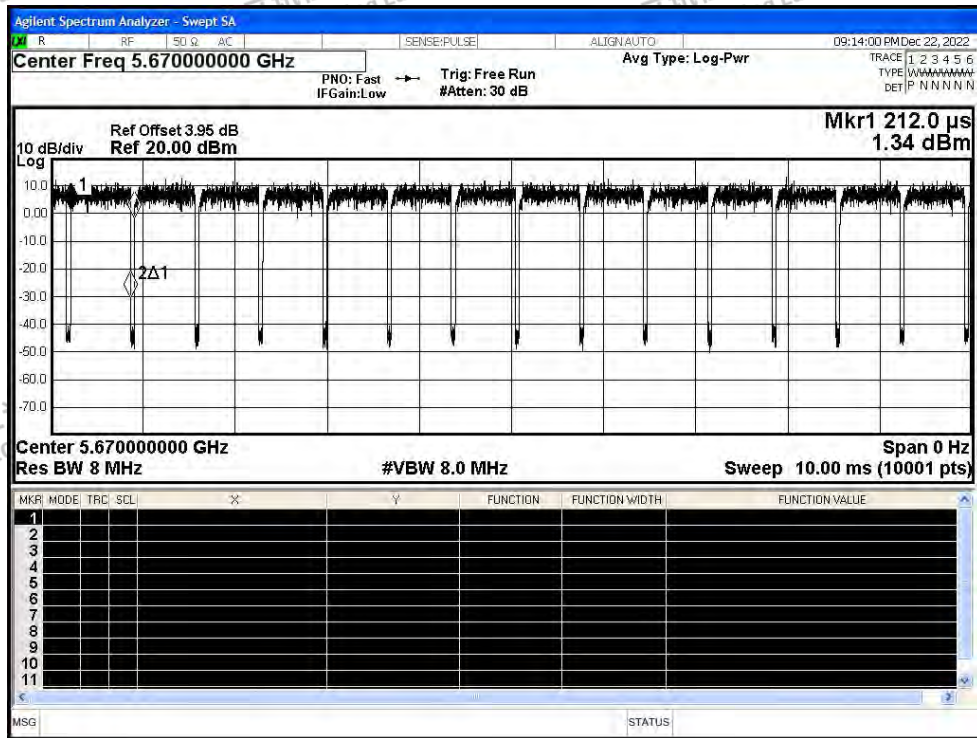 Agilent Spectrum Analyzer - Swept SA
LXI R RF 50 Ω AC SENSE:PULSE ALIGN AUTO 09:14:00 PM Dec 22, 2022
Center Freq 5.670000000 GHz Avg Type: Log-Pwr TRACE 1 2 3 4 5 6
PNO: Fast Trig: Free Run TYPE WWWWWW
IFGain:Low #Atten: 30 dB DET P N N N N N
Mkr1 212.0 µs
1.34 dBm
Ref Offset 3.95 dB
10 dB/div Ref 20.00 dBm
Log
10.0
0.00
-10.0
-20.0
-30.0
-40.0
-50.0
-60.0
-70.0
1
2Δ1
Center 5.670000000 GHz Span 0 Hz
Res BW 8 MHz #VBW 8.0 MHz Sweep 10.00 ms (10001 pts)
MKR MODE TRC SCL X Y FUNCTION FUNCTION WIDTH FUNCTION VALUE
1
2
3
4
5
6
7
8
9
10
11
MSG STATUS